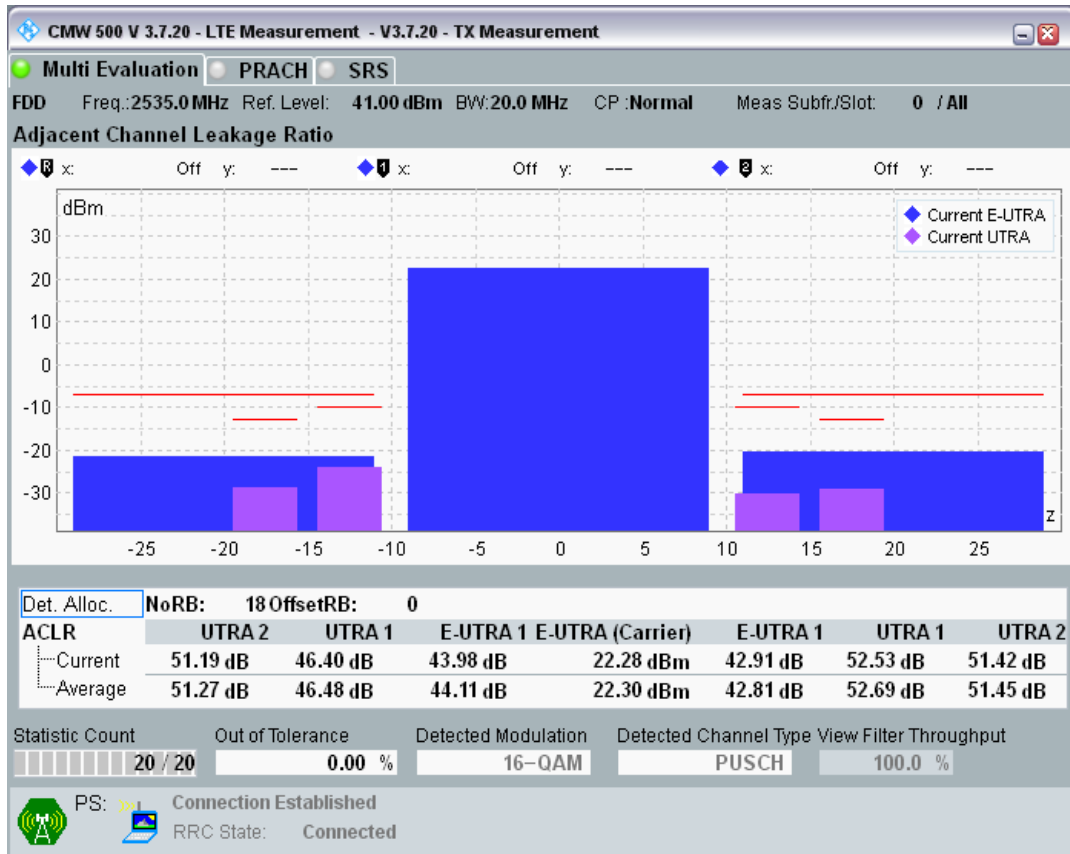 CMW 500 V 3.7.20 - LTE Measurement - V3.7.20 - TX Measurement
Multi Evaluation PRACH SRS
FDD Freq.:2535.0 MHz Ref. Level: 41.00 dBm BW:20.0 MHz CP :Normal Meas Subfr./Slot: 0 / All
Adjacent Channel Leakage Ratio
R x: Off y: --- 1 x: Off y: --- 2 x: Off y: ---
dBm
Current E-UTRA
Current UTRA
30
20
10
0
-10
-20
-30
z
-25 -20 -15 -10 -5 0 5 10 15 20 25
Det. Alloc. NoRB: 18 OffsetRB: 0
ACLR UTRA 2 UTRA 1 E-UTRA 1 E-UTRA (Carrier) E-UTRA 1 UTRA 1 UTRA 2
Current 51.19 dB 46.40 dB 43.98 dB 22.28 dBm 42.91 dB 52.53 dB 51.42 dB
Average 51.27 dB 46.48 dB 44.11 dB 22.30 dBm 42.81 dB 52.69 dB 51.45 dB
Statistic Count Out of Tolerance Detected Modulation Detected Channel Type View Filter Throughput
20 / 20 0.00 % 16-QAM PUSCH 100.0 %
PS: Connection Established
RRC State: Connected